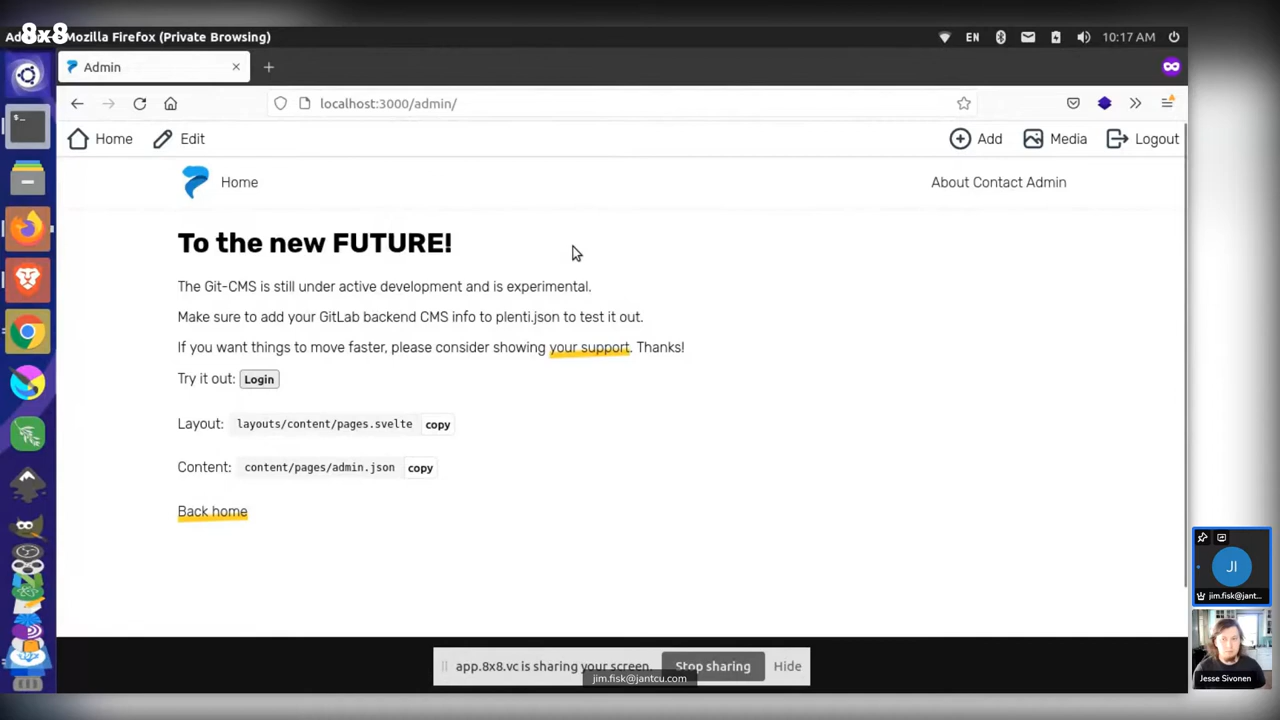 8x8
Mozilla Firefox (Private Browsing)
EN
10:17 AM
Admin
localhost:3000/admin/
Home Edit Add Media Logout
Home About Contact Admin
To the new FUTURE!
The Git-CMS is still under active development and is experimental.
Make sure to add your GitLab backend CMS info to plenti.json to test it out.
If you want things to move faster, please consider showing your support. Thanks!
Try it out: Login
Layout: layouts/content/pages.svelte copy
Content: content/pages/admin.json copy
Back home
app.8x8.vc is sharing your screen. Stop sharing Hide
jim.fisk@jantcu.com
JI
jim.fisk@jant...
Jesse Sivonen